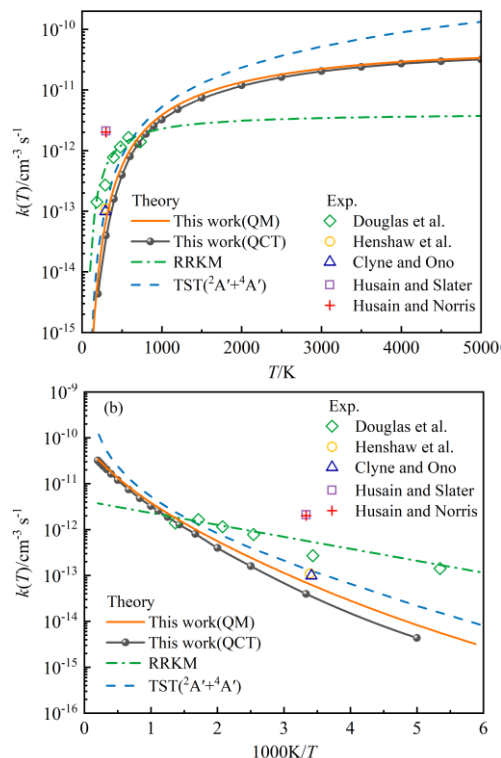 10⁻¹⁰
10⁻¹¹
10⁻¹²
10⁻¹³
10⁻¹⁴
10⁻¹⁵
k(T)/cm⁻³ s⁻¹
Theory
This work(QM)
This work(QCT)
RRKM
TST(²A′+⁴A′)
Exp.
Douglas et al.
Henshaw et al.
Clyne and Ono
Husain and Slater
Husain and Norris
0 1000 2000 3000 4000 5000
T/K
(b)
10⁻⁹
10⁻¹⁰
10⁻¹¹
10⁻¹²
10⁻¹³
10⁻¹⁴
10⁻¹⁵
10⁻¹⁶
k(T)/cm⁻³ s⁻¹
Exp.
Douglas et al.
Henshaw et al.
Clyne and Ono
Husain and Slater
Husain and Norris
Theory
This work(QM)
This work(QCT)
RRKM
TST(²A′+⁴A′)
0 1 2 3 4 5 6
1000K/T